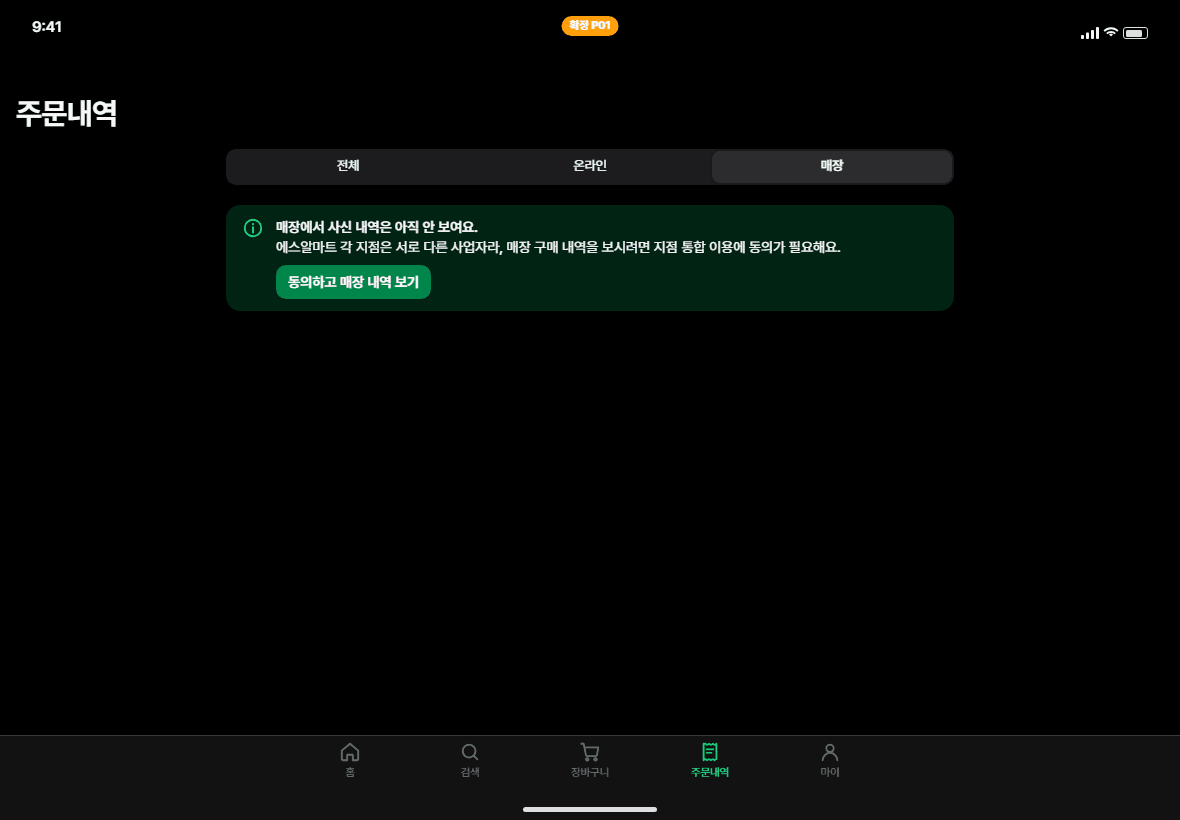 9:41
확장 P01
주문내역
전체
온라인
매장
매장에서 사신 내역은 아직 안 보여요.
에스알마트 각 지점은 서로 다른 사업자라, 매장 구매 내역을 보시려면 지점 통합 이용에 동의가 필요해요.
동의하고 매장 내역 보기
홈
검색
장바구니
주문내역
마이